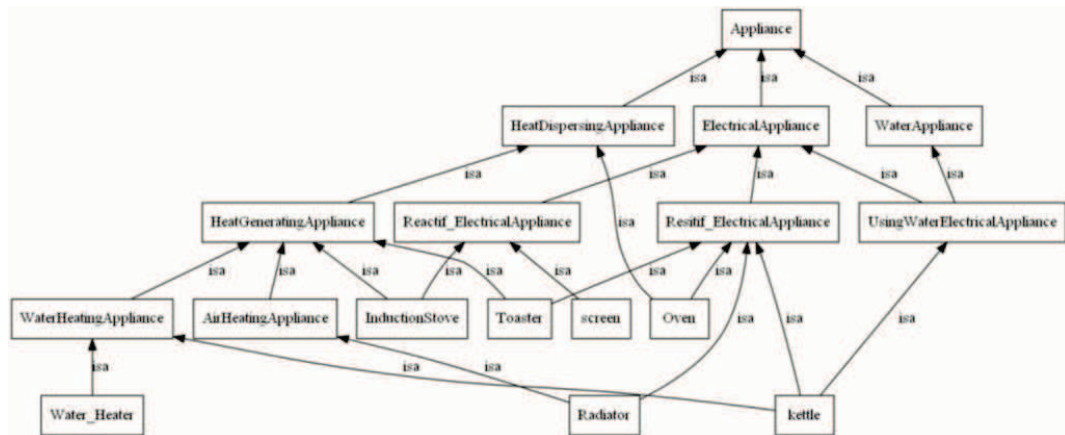 Appliance
isa
isa
isa
HeatDispersingAppliance
ElectricalAppliance
WaterAppliance
isa
isa
isa
isa
isa
isa
HeatGeneratingAppliance
Reactif_ElectricalAppliance
Resitif_ElectricalAppliance
UsingWaterElectricalAppliance
isa
isa
isa
isa
isa
isa
isa
isa
isa
isa
isa
WaterHeatingAppliance
AirHeatingAppliance
InductionStove
Toaster
screen
Oven
isa
isa
isa
Water_Heater
Radiator
kettle